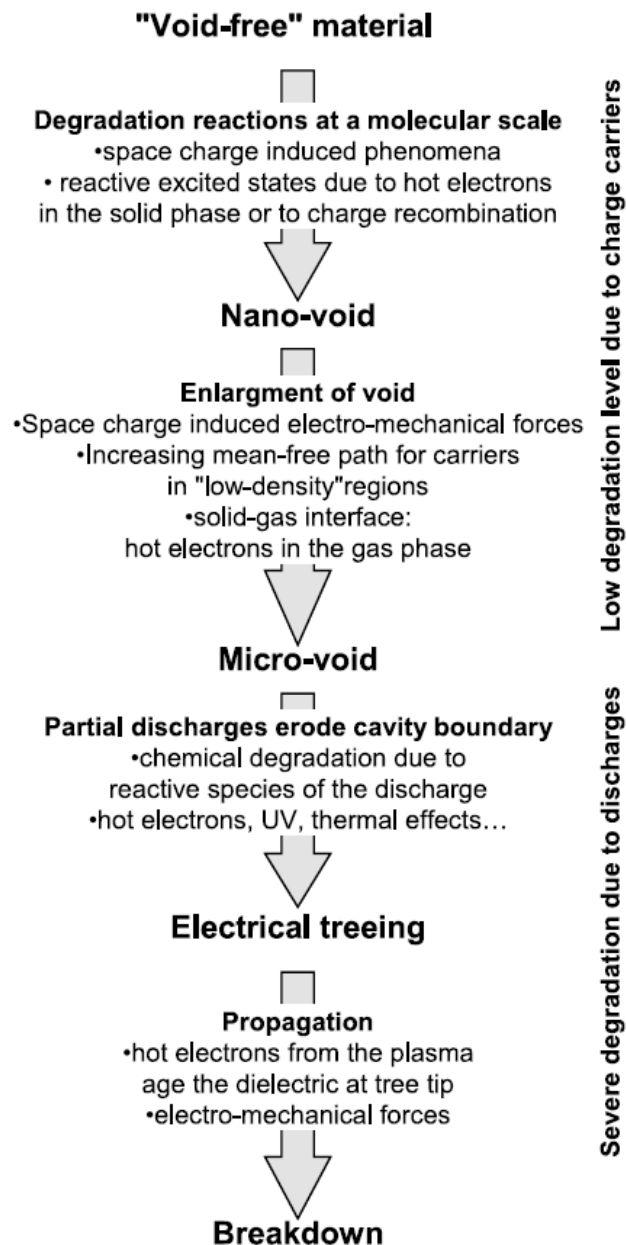 "Void-free" material
Degradation reactions at a molecular scale
•space charge induced phenomena
• reactive excited states due to hot electrons
in the solid phase or to charge recombination
Nano-void
Enlargment of void
•Space charge induced electro-mechanical forces
•Increasing mean-free path for carriers
in "low-density"regions
•solid-gas interface:
hot electrons in the gas phase
Micro-void
Partial discharges erode cavity boundary
•chemical degradation due to
reactive species of the discharge
•hot electrons, UV, thermal effects…
Electrical treeing
Propagation
•hot electrons from the plasma
age the dielectric at tree tip
•electro-mechanical forces
Breakdown
Low degradation level due to charge carriers
Severe degradation due to discharges